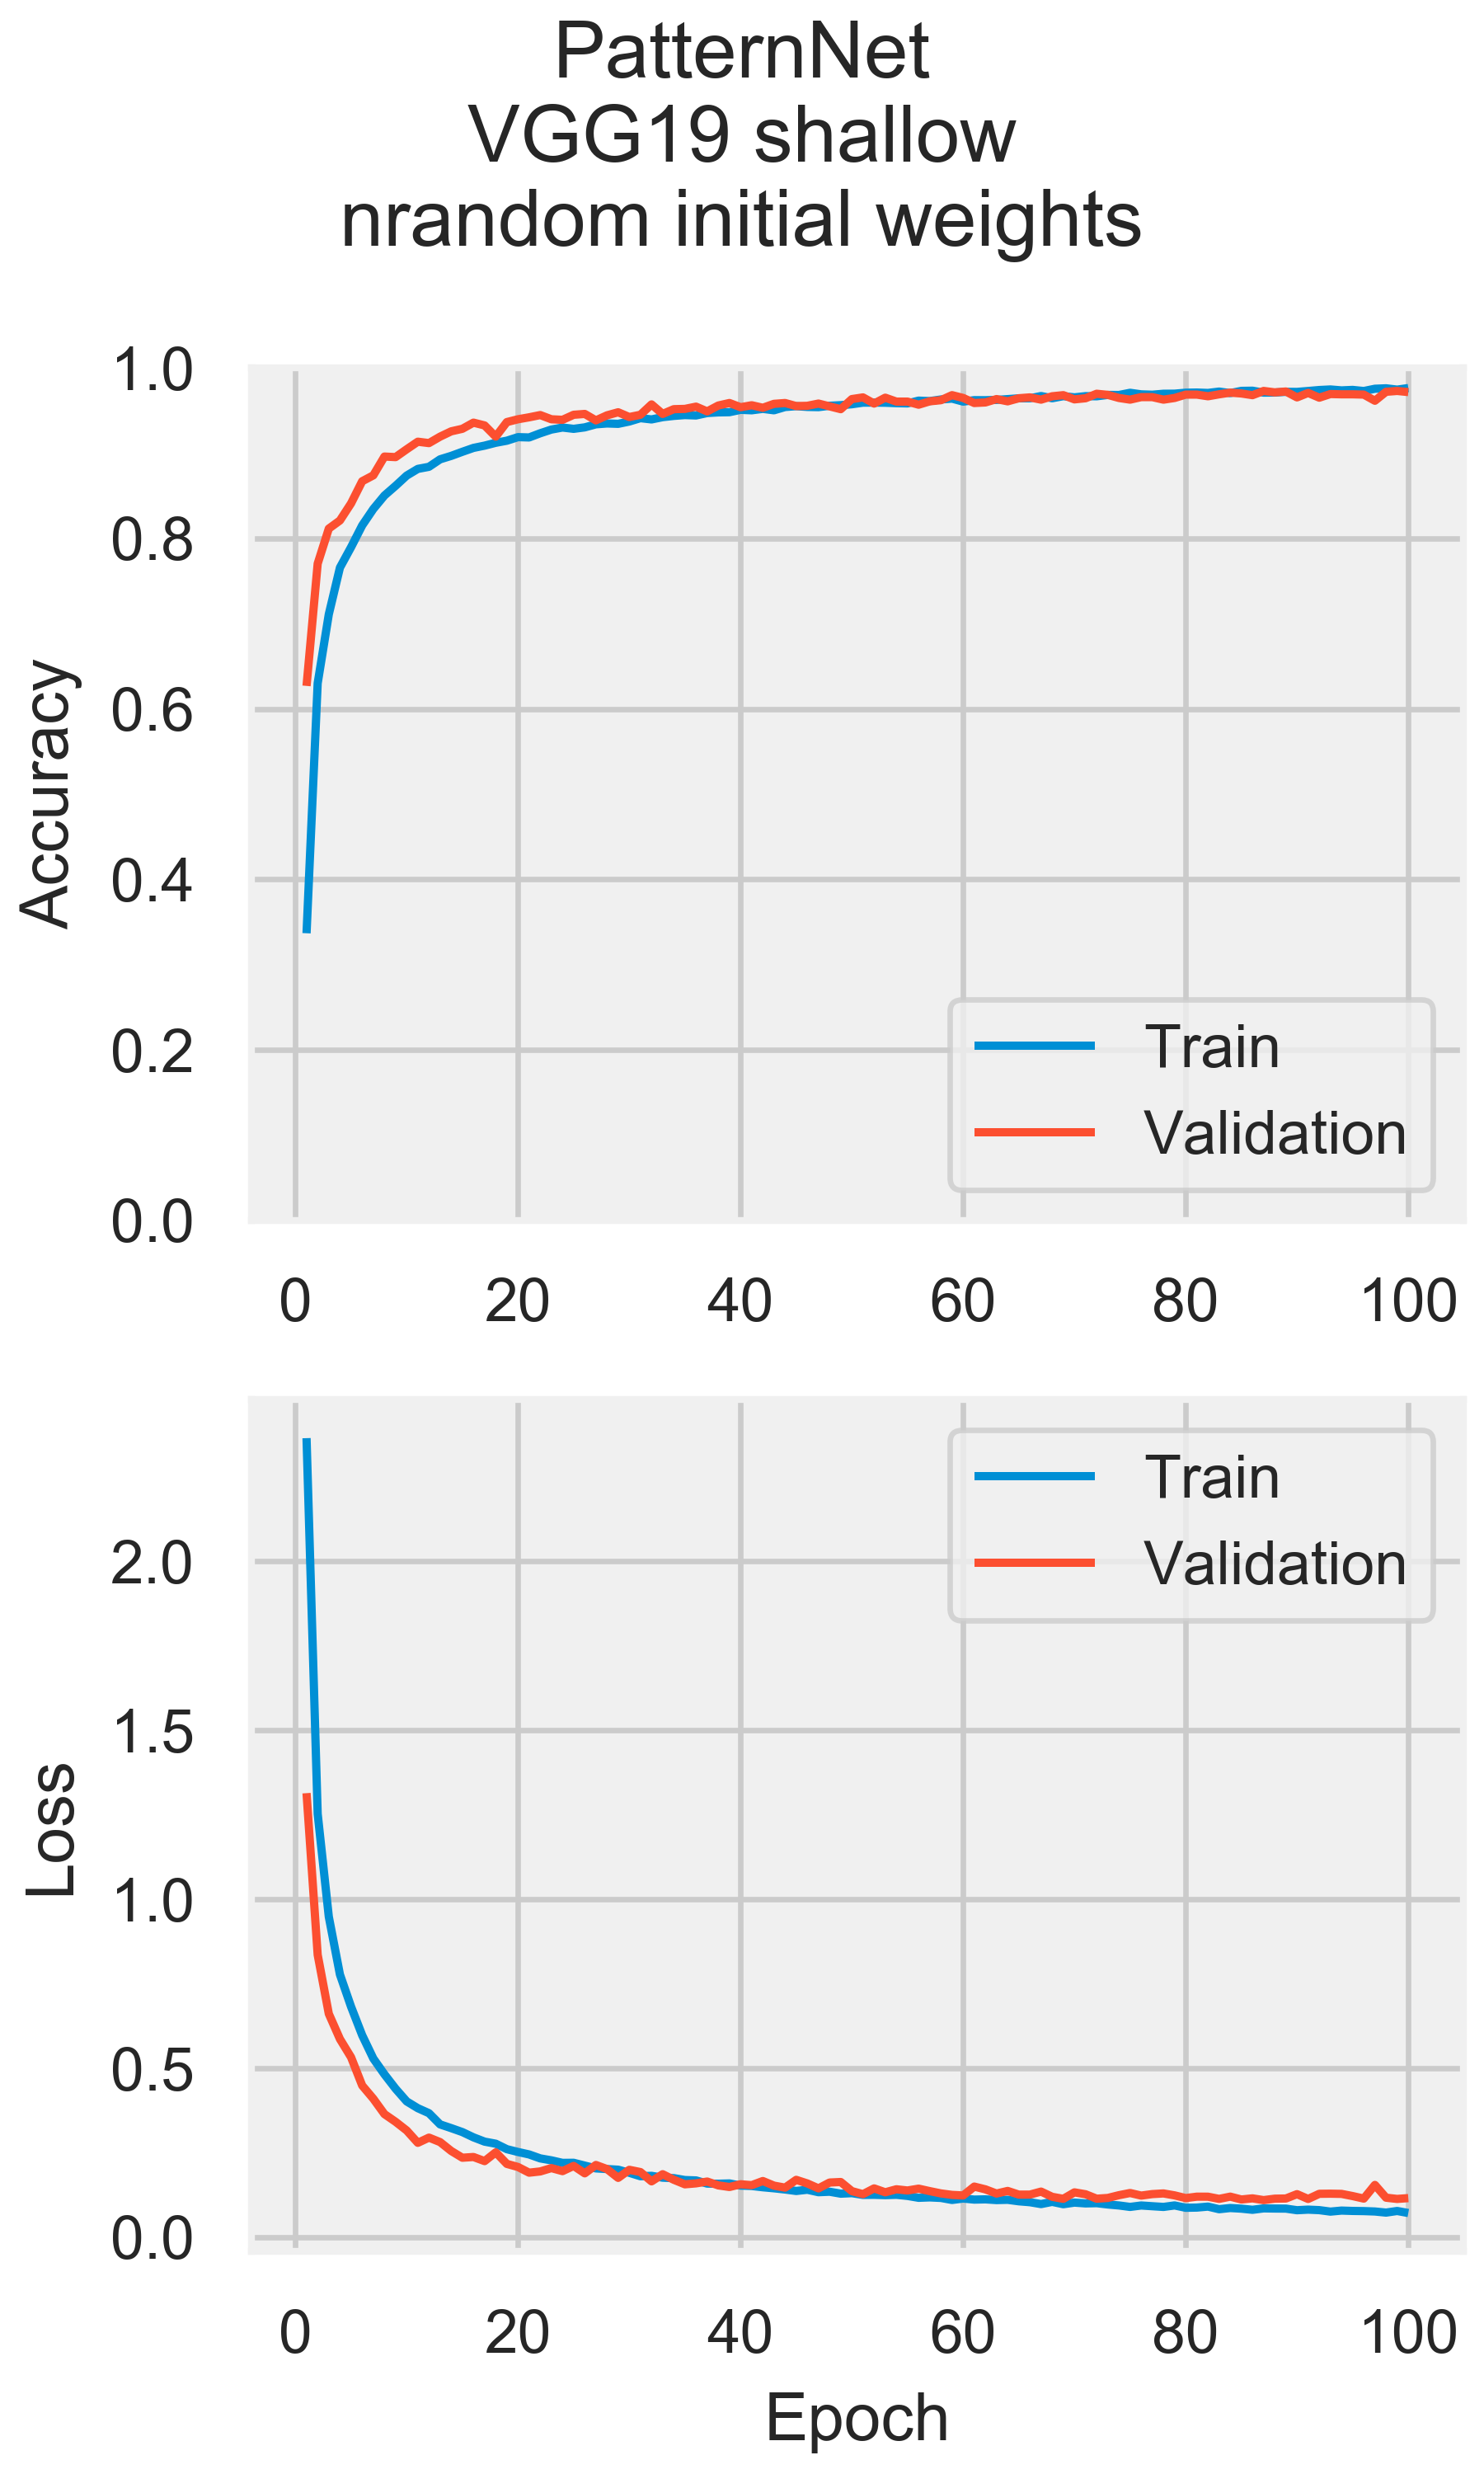 PatternNet
VGG19 shallow
nrandom initial weights
1.0
0.8
0.6
0.4
0.2
0.0
Accuracy
Train
Validation
0 20 40 60 80 100
2.0
1.5
1.0
0.5
0.0
Loss
Train
Validation
0 20 40 60 80 100
Epoch